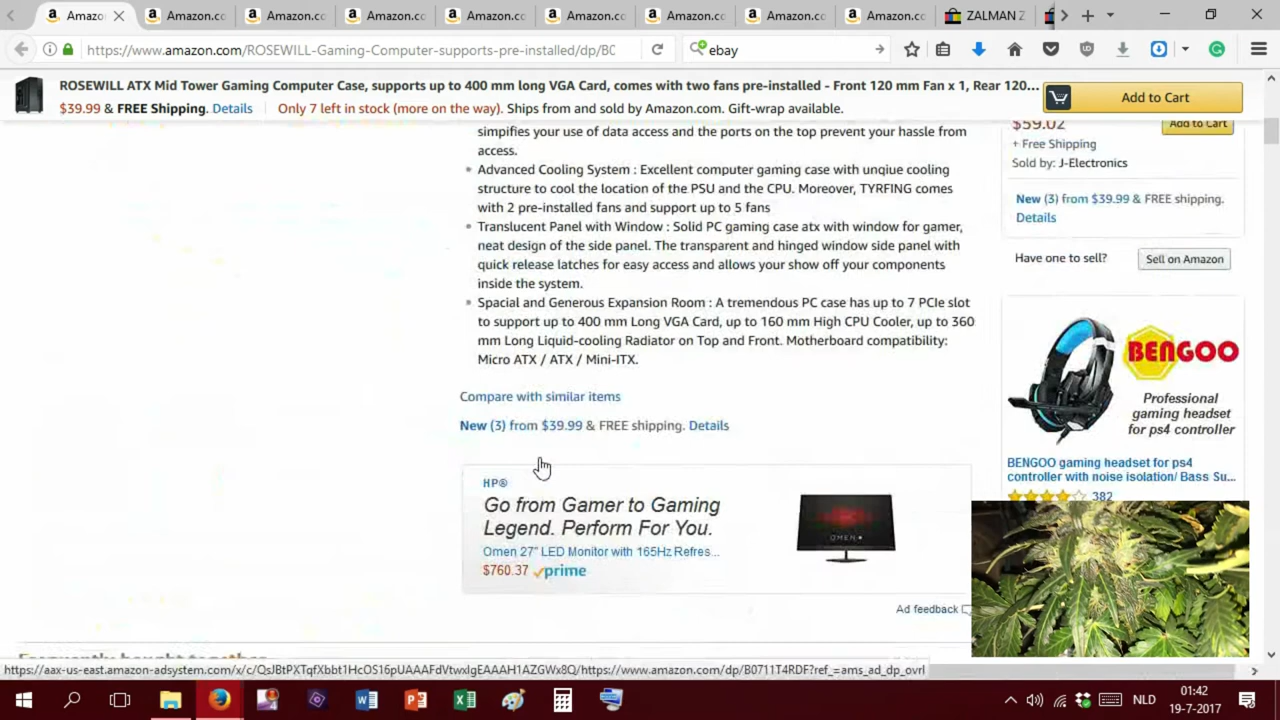 Amazo
Amazon.co
Amazon.co
Amazon.co
Amazon.co
Amazon.co
Amazon.co
Amazon.co
Amazon.co
ZALMAN Z
https://www.amazon.com/ROSEWILL-Gaming-Computer-supports-pre-installed/dp/B0
ebay
ROSEWILL ATX Mid Tower Gaming Computer Case, supports up to 400 mm long VGA Card, comes with two fans pre-installed - Front 120 mm Fan x 1, Rear 120...
$39.99 & FREE Shipping. Details
Only 7 left in stock (more on the way). Ships from and sold by Amazon.com. Gift-wrap available.
Add to Cart
simpifies your use of data access and the ports on the top prevent your hassle from
access.
Advanced Cooling System : Excellent computer gaming case with unqiue cooling
structure to cool the location of the PSU and the CPU. Moreover, TYRFING comes
with 2 pre-installed fans and support up to 5 fans
Translucent Panel with Window : Solid PC gaming case atx with window for gamer,
neat design of the side panel. The transparent and hinged window side panel with
quick release latches for easy access and allows your show off your components
inside the system.
Spacial and Generous Expansion Room : A tremendous PC case has up to 7 PCIe slot
to support up to 400 mm Long VGA Card, up to 160 mm High CPU Cooler, up to 360
mm Long Liquid-cooling Radiator on Top and Front. Motherboard compatibility:
Micro ATX / ATX / Mini-ITX.
Compare with similar items
New (3) from $39.99 & FREE shipping. Details
HP®
Go from Gamer to Gaming
Legend. Perform For You.
Omen 27" LED Monitor with 165Hz Refres...
$760.37 prime
OMEN
Ad feedback
$59.02
Add to Cart
+ Free Shipping
Sold by: J-Electronics
New (3) from $39.99 & FREE shipping.
Details
Have one to sell?
Sell on Amazon
BENGOO
Professional
gaming headset
for ps4 controller
BENGOO gaming headset for ps4
controller with noise isolation/ Bass Su...
382
Frequently bought together
https://aax-us-east.amazon-adsystem.com/x/c/QsJBtPXTqfXbbt1HcOS16pUAAAFdVtwxlgEAAAH1AZGWx8Q/https://www.amazon.com/dp/B0711T4RDF?ref_=ams_ad_dp_ovrl
NLD
01:42
19-7-2017